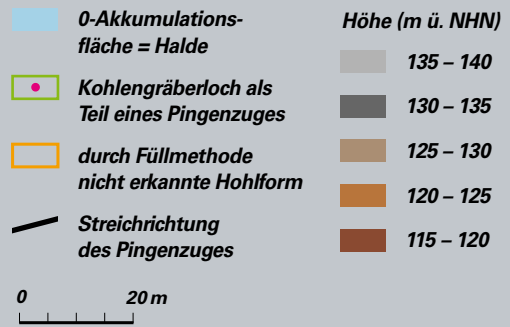 0-Akkumulations-
fläche = Halde
Kohlengräberloch als
Teil eines Pingenzuges
durch Füllmethode
nicht erkannte Hohlform
Streichrichtung
des Pingenzuges
0 20 m
Höhe (m ü. NHN)
135 – 140
130 – 135
125 – 130
120 – 125
115 – 120